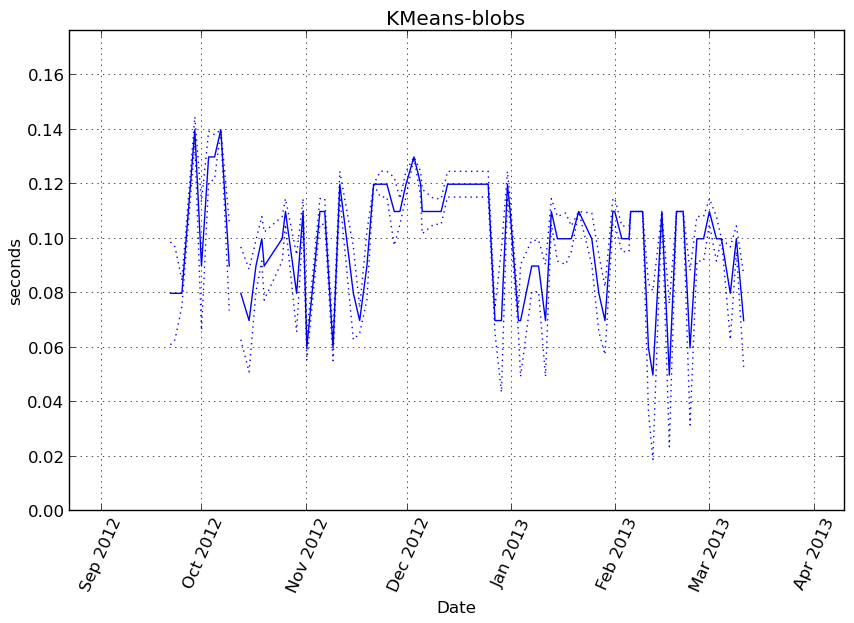 KMeans-blobs
seconds
0.16
0.14
0.12
0.10
0.08
0.06
0.04
0.02
0.00
Sep 2012
Oct 2012
Nov 2012
Dec 2012
Jan 2013
Feb 2013
Mar 2013
Apr 2013
Date